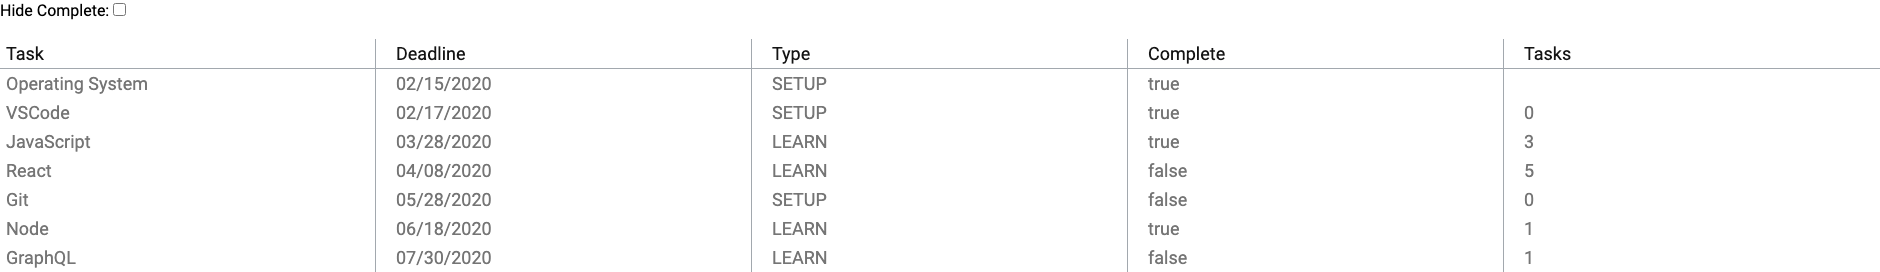 Hide Complete:
Task Deadline Type Complete Tasks
Operating System 02/15/2020 SETUP true
VSCode 02/17/2020 SETUP true 0
JavaScript 03/28/2020 LEARN true 3
React 04/08/2020 LEARN false 5
Git 05/28/2020 SETUP false 0
Node 06/18/2020 LEARN true 1
GraphQL 07/30/2020 LEARN false 1